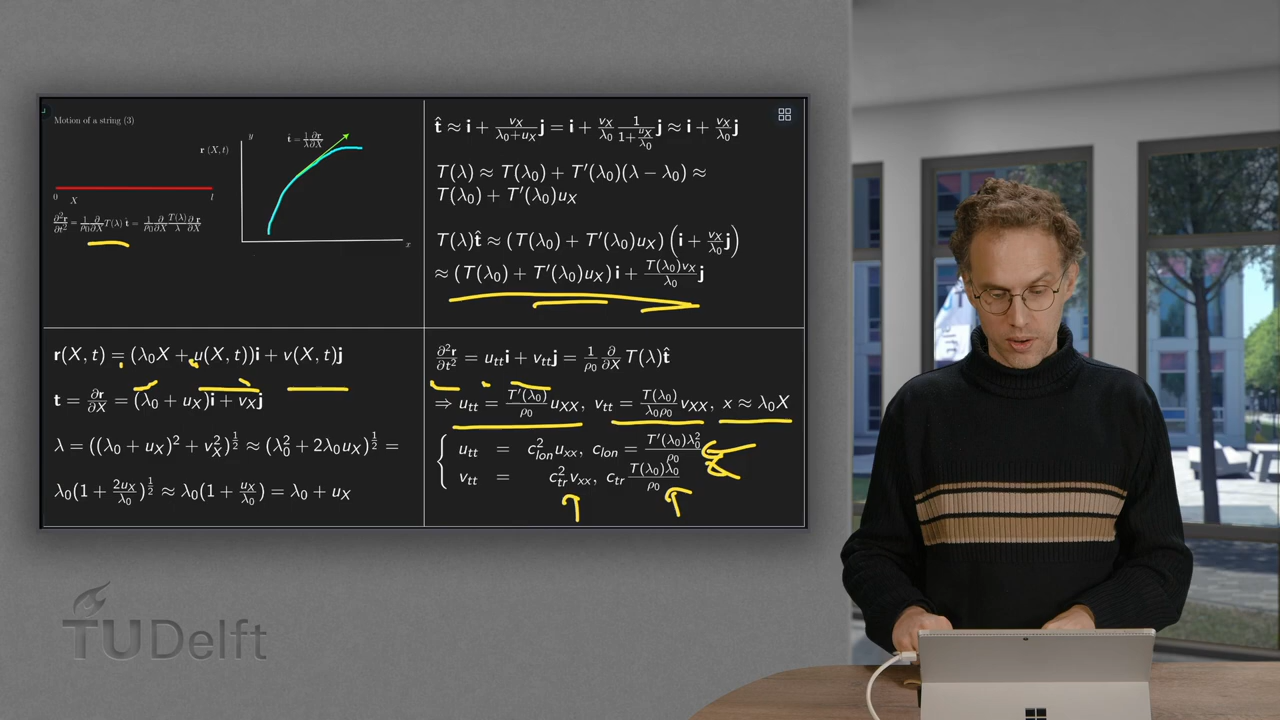 Motion of a string (3)
r (X, t)
y
t̂ = 1/λ ∂r/∂X
0 X l
x
∂²r/∂t² = 1/ρ₀ ∂/∂X T(λ) t̂ = 1/ρ₀ ∂/∂X T(λ)/λ ∂r/∂X
t̂ ≈ i + v_X/(λ₀+u_X) j = i + v_X/λ₀ 1/(1+u_X/λ₀) j ≈ i + v_X/λ₀ j
T(λ) ≈ T(λ₀) + T′(λ₀)(λ − λ₀) ≈
T(λ₀) + T′(λ₀)u_X
T(λ)t̂ ≈ (T(λ₀) + T′(λ₀)u_X) (i + v_X/λ₀ j)
≈ (T(λ₀) + T′(λ₀)u_X) i + T(λ₀)v_X/λ₀ j
r(X, t) = (λ₀X + u(X, t))i + v(X, t)j
t = ∂r/∂X = (λ₀ + u_X)i + v_X j
λ = ((λ₀ + u_X)² + v_X²)^½ ≈ (λ₀² + 2λ₀u_X)^½ =
λ₀(1 + 2u_X/λ₀)^½ ≈ λ₀(1 + u_X/λ₀) = λ₀ + u_X
∂²r/∂t² = u_tt i + v_tt j = 1/ρ₀ ∂/∂X T(λ)t̂
⇒ u_tt = T′(λ₀)/ρ₀ u_XX, v_tt = T(λ₀)/(λ₀ρ₀) v_XX, x ≈ λ₀X
u_tt = c²_lon u_xx, c_lon = T′(λ₀)λ₀²/ρ₀
v_tt = c²_tr v_xx, c_tr T(λ₀)λ₀/ρ₀
TUDelft